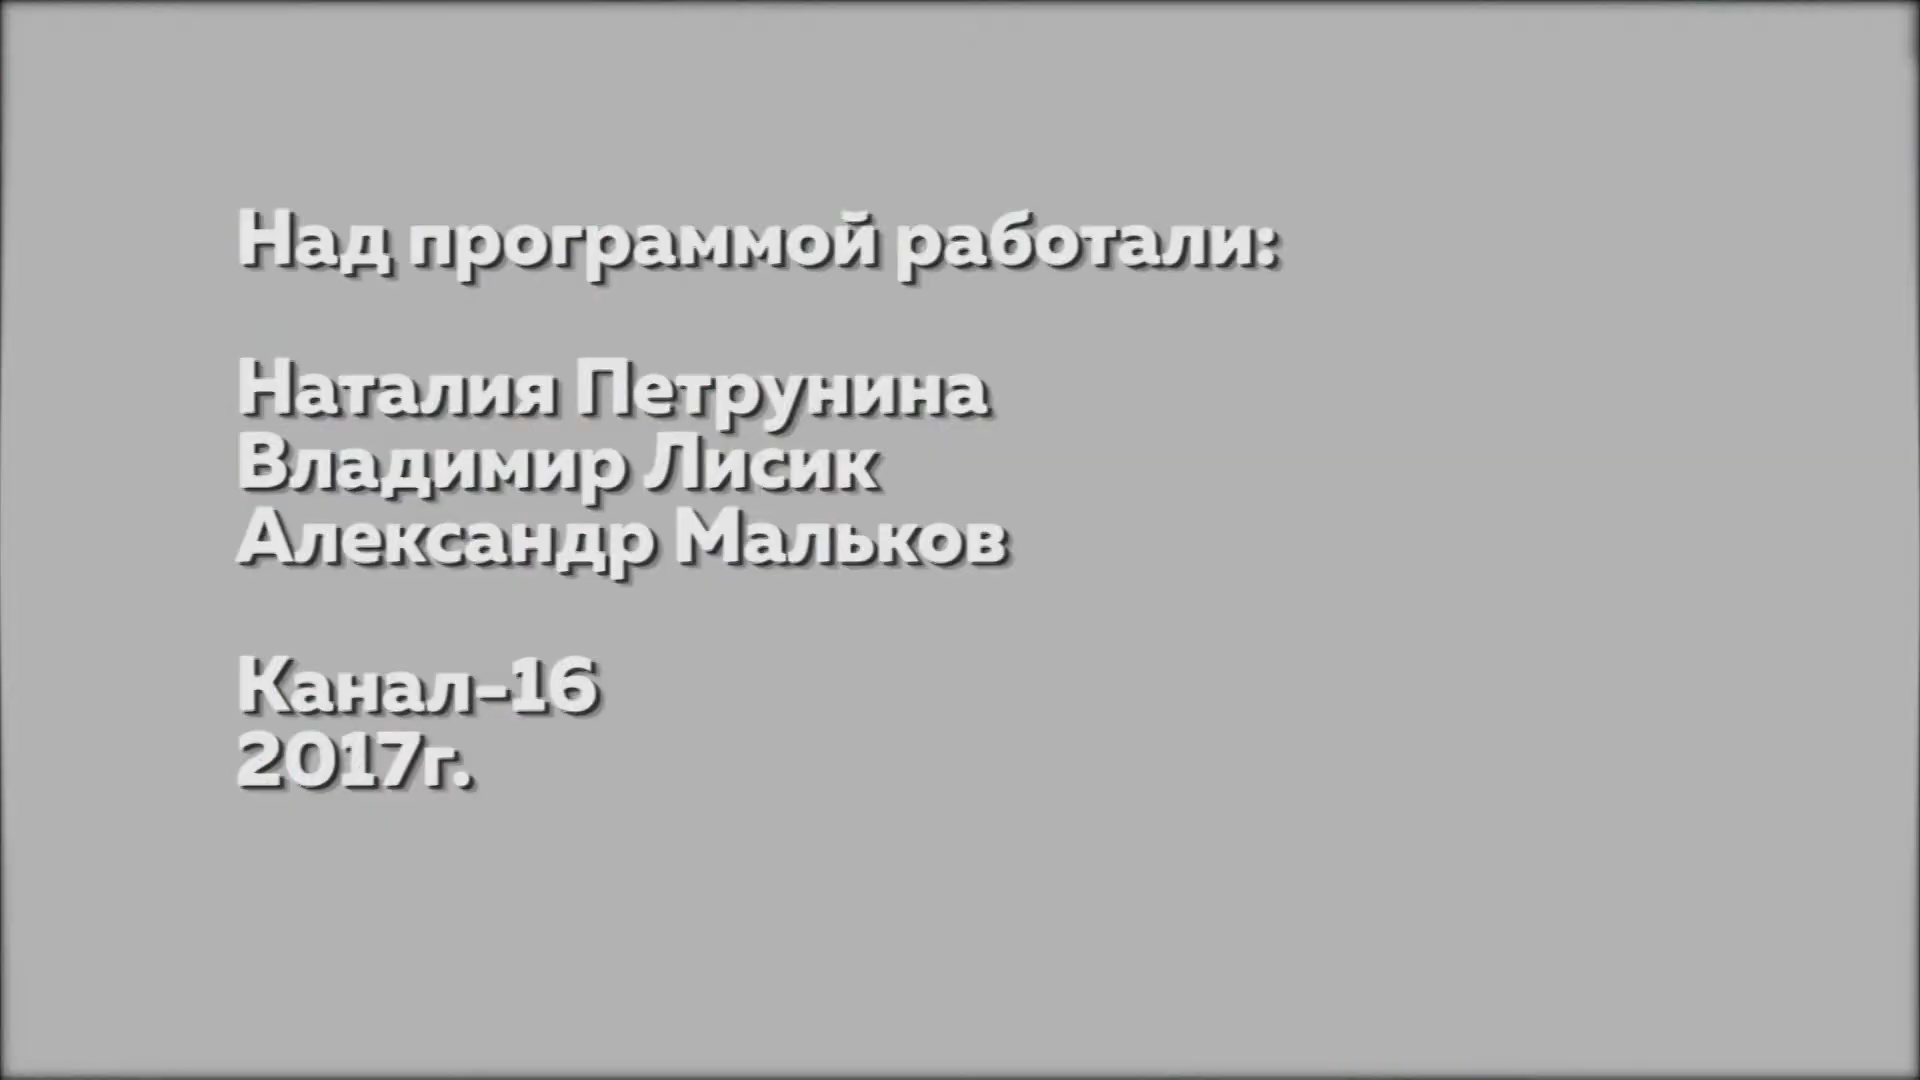 Над программой работали:
Наталия Петрунина
Владимир Лисик
Александр Мальков
Канал-16
2017г.